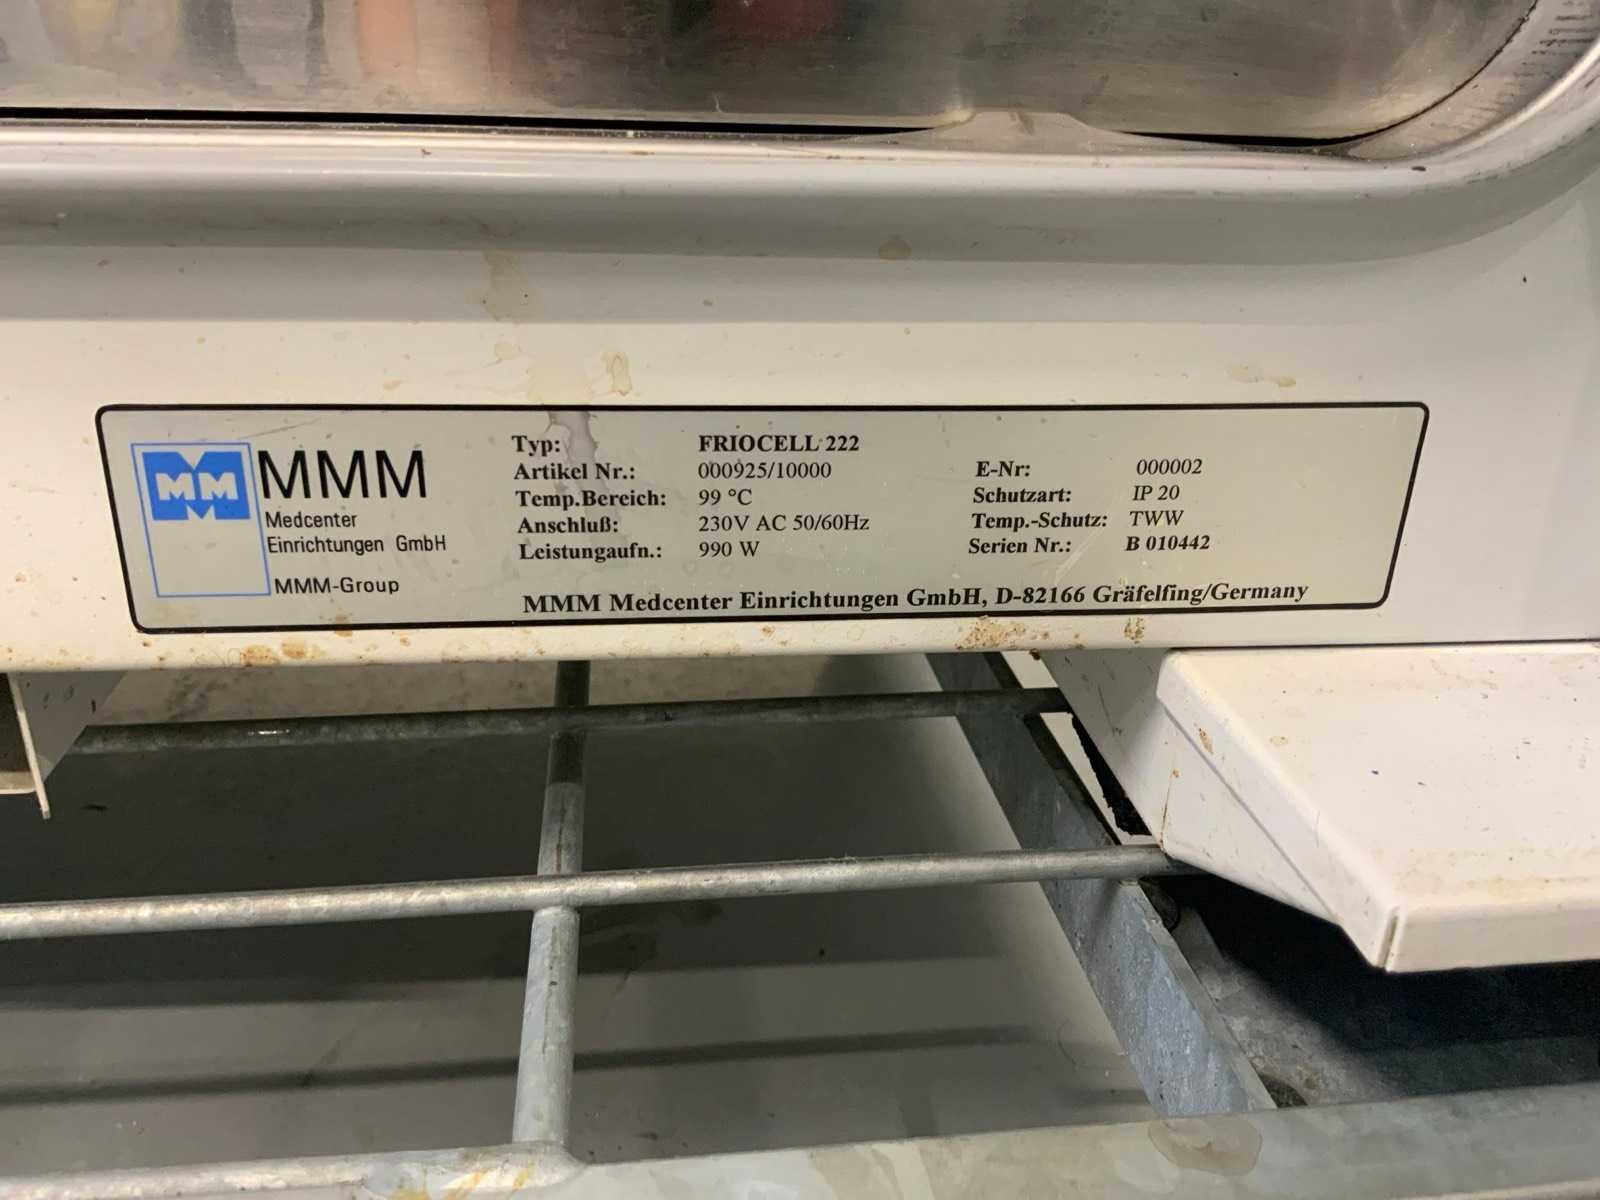 MM
MMM
Medcenter
Einrichtungen GmbH
MMM-Group
Typ: FRIOCELL 222
Artikel Nr.: 000925/10000
Temp.Bereich: 99 °C
Anschluß: 230V AC 50/60Hz
Leistungaufn.: 990 W
E-Nr: 000002
Schutzart: IP 20
Temp.-Schutz: TWW
Serien Nr.: B 010442
MMM Medcenter Einrichtungen GmbH, D-82166 Gräfelfing/Germany